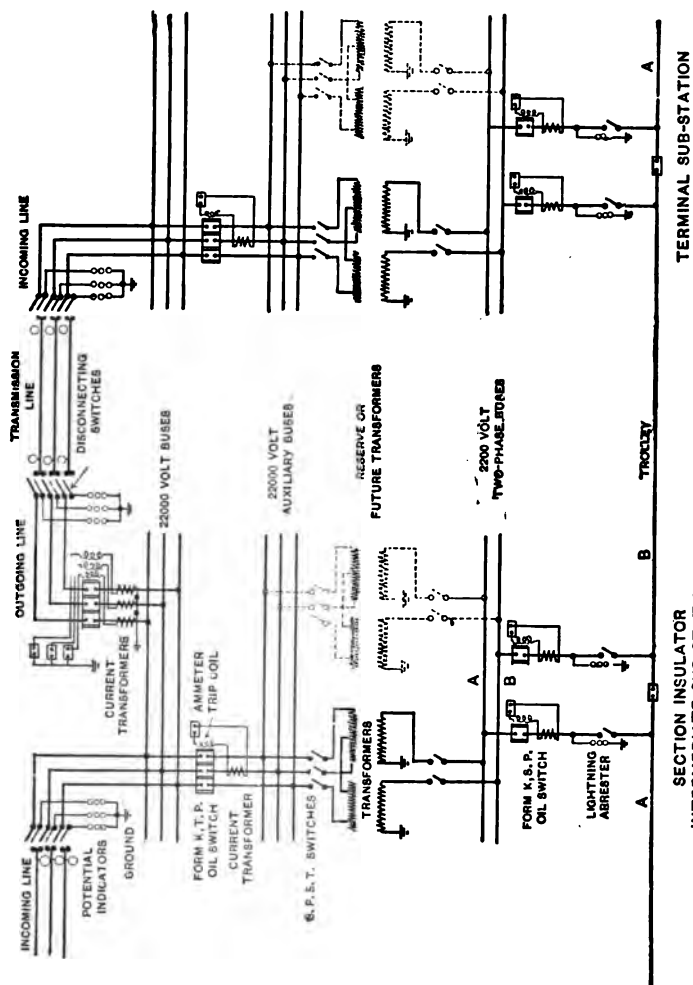 INCOMING LINE
POTENTIAL
INDICATORS
GROUND
FORM K, T. P.
OIL SWITCH
CURRENT
TRANSFORMER
AMMETER
TRIP COIL
S. P. S. T. SWITCHES
TRANSFORMERS
FORM K, S. P.
OIL SWITCH
LIGHTNING
ARRESTER
A
B
A
B
SECTION INSULATOR
OUTGOING LINE
CURRENT
TRANSFORMERS
TRANSMISSION
LINE
DISCONNECTING
SWITCHES
22000 VOLT BUSES
22000 VOLT
AUXILIARY BUSES
RESERVE OR
FUTURE TRANSFORMERS
2200 VOLT
TWO-PHASE BUSES
TROLLEY
INCOMING LINE
A
TERMINAL SUB-STATION